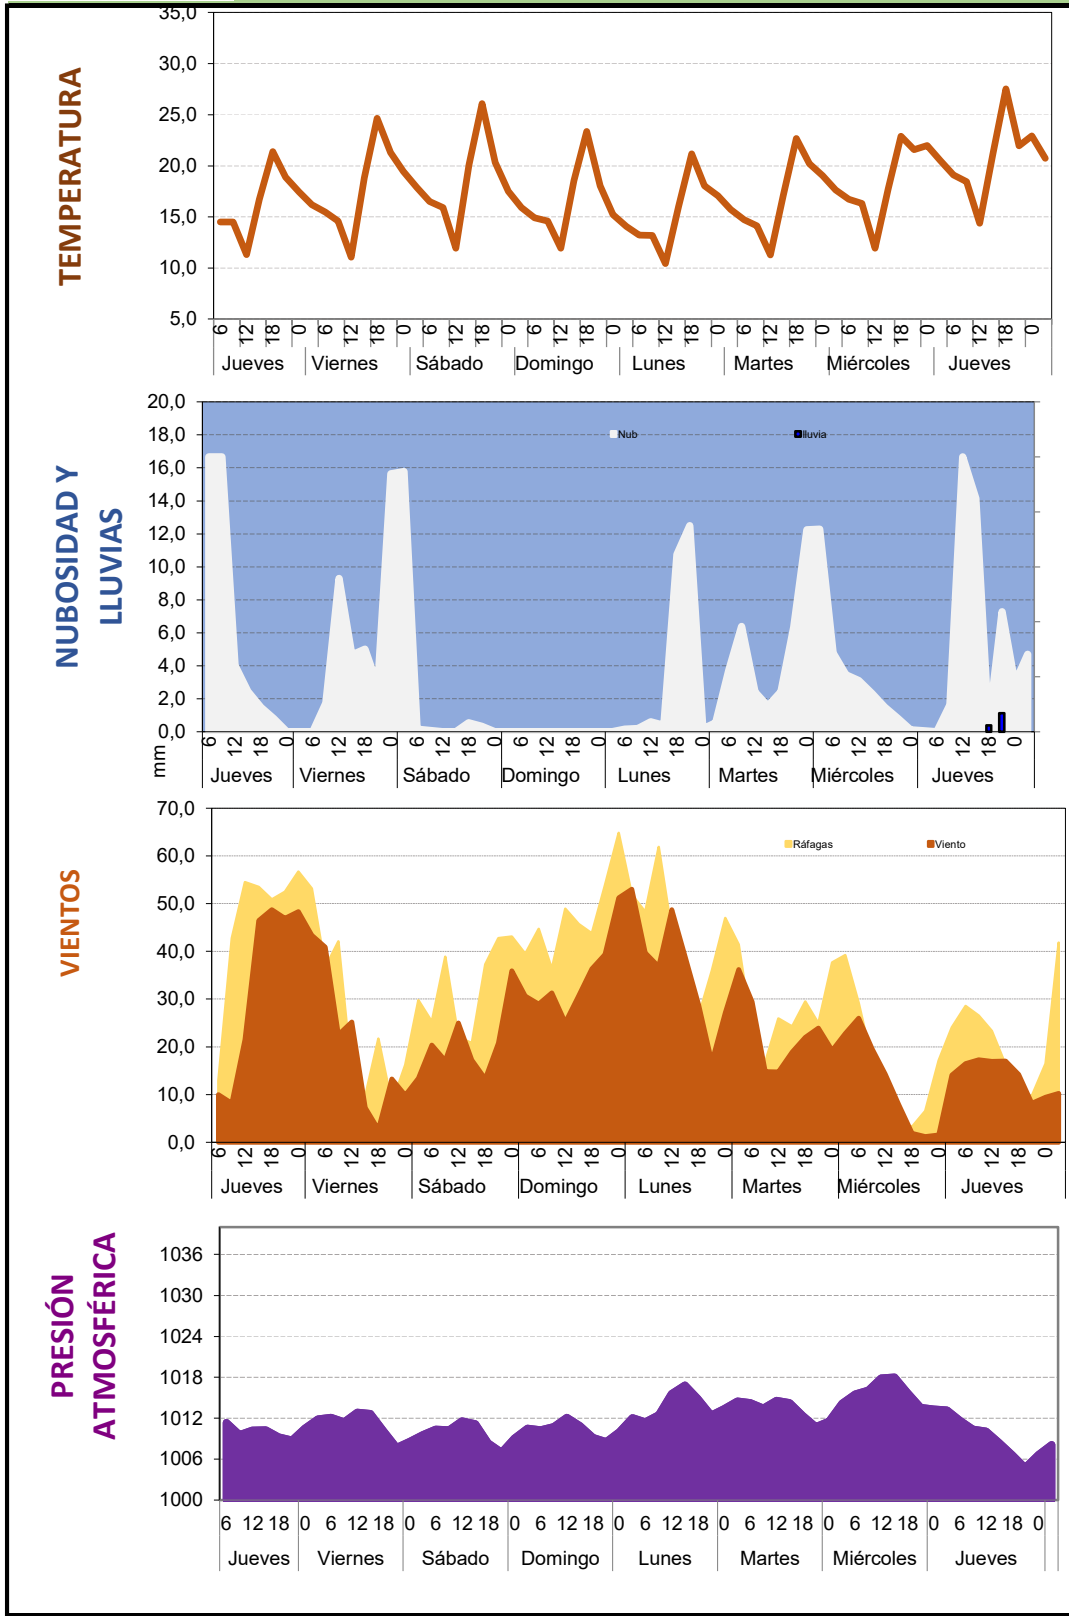 TEMPERATURA
35,0
30,0
25,0
20,0
15,0
10,0
5,0
6 12 18 0 6 12 18 0 6 12 18 0 6 12 18 0 6 12 18 0 6 12 18 0 6 12 18 0 6 12 18 0
Jueves Viernes Sábado Domingo Lunes Martes Miércoles Jueves
NUBOSIDAD Y
LLUVIAS
20,0
18,0
16,0
14,0
12,0
10,0
8,0
6,0
4,0
2,0
0,0
mm
Nub lluvia
6 12 18 0 6 12 18 0 6 12 18 0 6 12 18 0 6 12 18 0 6 12 18 0 6 12 18 0 6 12 18 0
Jueves Viernes Sábado Domingo Lunes Martes Miércoles Jueves
VIENTOS
70,0
60,0
50,0
40,0
30,0
20,0
10,0
0,0
Ráfagas Viento
6 12 18 0 6 12 18 0 6 12 18 0 6 12 18 0 6 12 18 0 6 12 18 0 6 12 18 0 6 12 18 0
Jueves Viernes Sábado Domingo Lunes Martes Miércoles Jueves
PRESIÓN
ATMOSFÉRICA
1036
1030
1024
1018
1012
1006
1000
6 12 18 0 6 12 18 0 6 12 18 0 6 12 18 0 6 12 18 0 6 12 18 0 6 12 18 0 6 12 18 0
Jueves Viernes Sábado Domingo Lunes Martes Miércoles Jueves